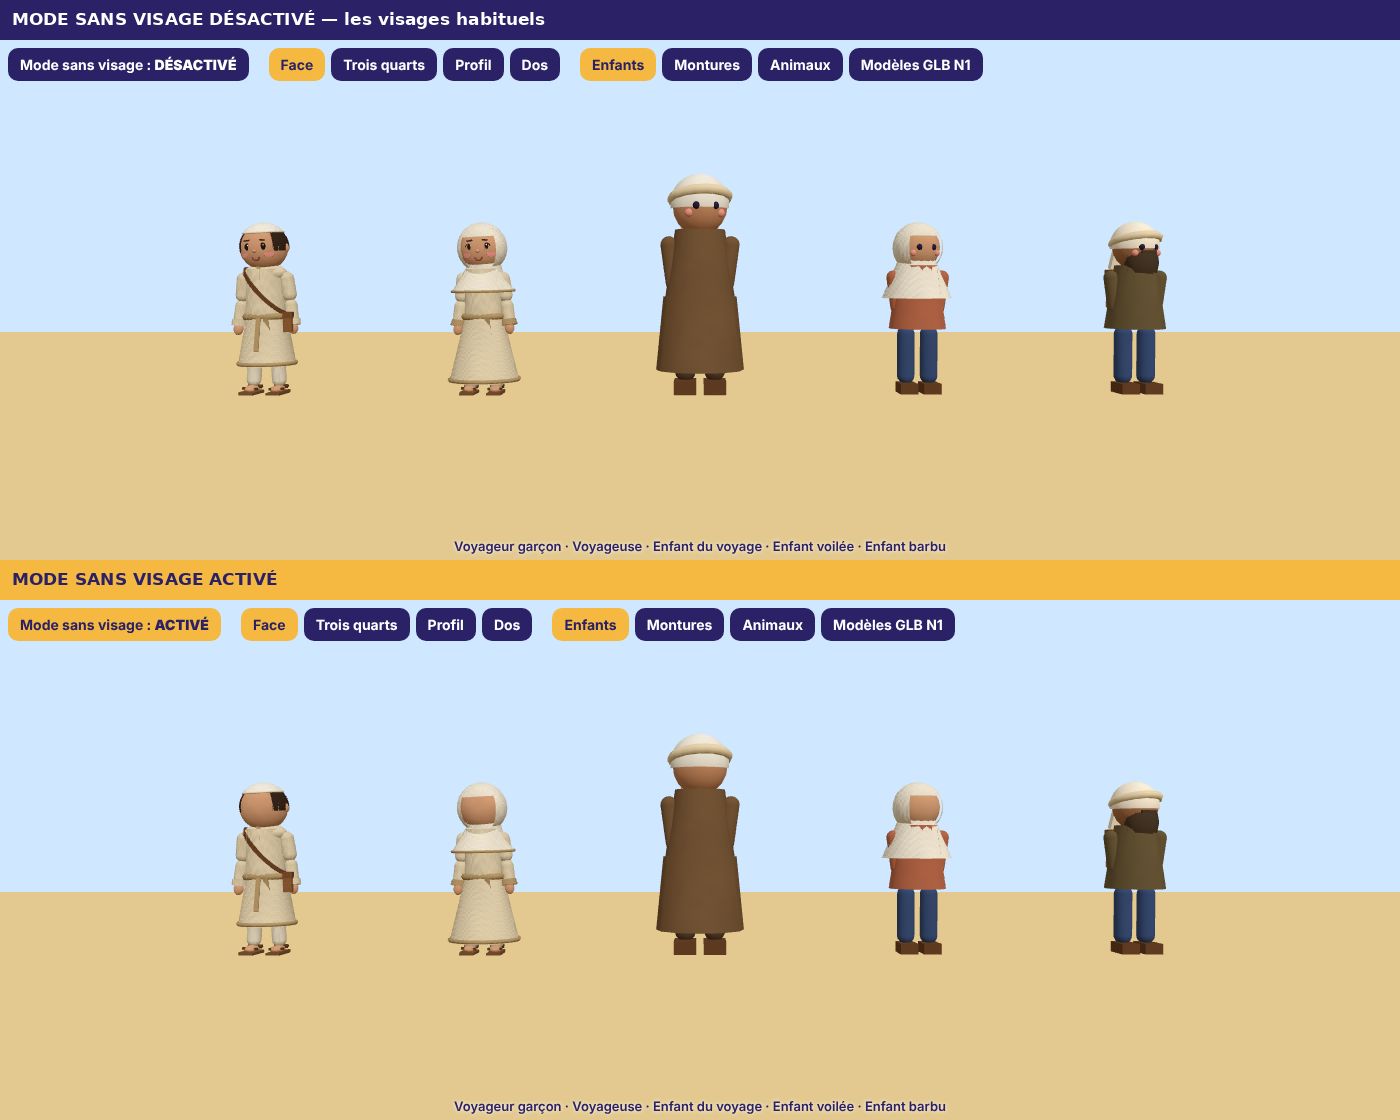 MODE SANS VISAGE DÉSACTIVÉ — les visages habituels
Mode sans visage : DÉSACTIVÉ Face Trois quarts Profil Dos Enfants Montures Animaux Modèles GLB N1
Voyageur garçon · Voyageuse · Enfant du voyage · Enfant voilée · Enfant barbu
MODE SANS VISAGE ACTIVÉ
Mode sans visage : ACTIVÉ Face Trois quarts Profil Dos Enfants Montures Animaux Modèles GLB N1
Voyageur garçon · Voyageuse · Enfant du voyage · Enfant voilée · Enfant barbu